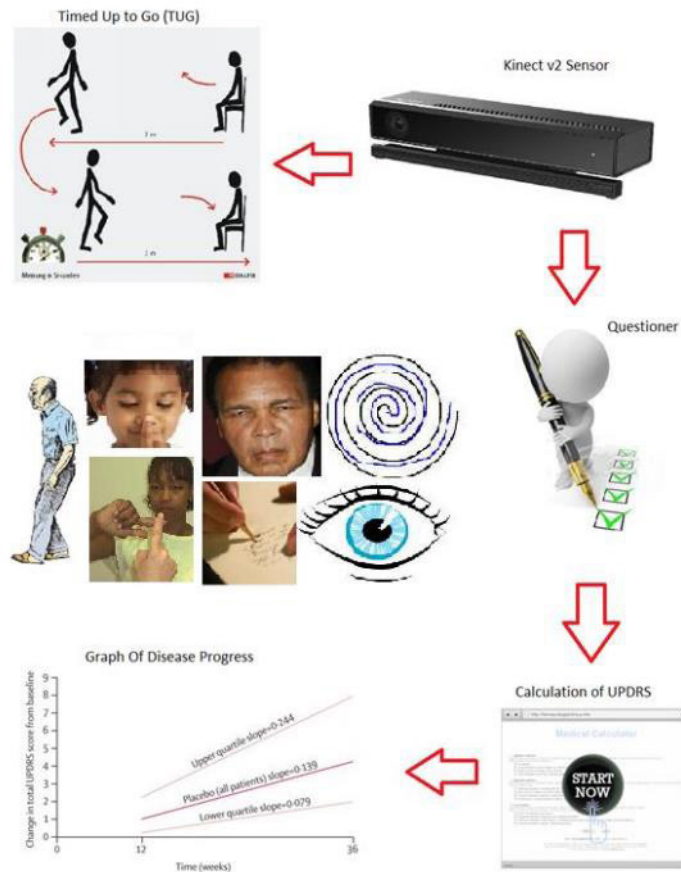 Timed Up to Go (TUG)
Kinect v2 Sensor
3 m
3 m
Messung in Sekunden
Questioner
Graph Of Disease Progress
Change in total UPDRS score from baseline
9
8
7
6
5
4
3
2
1
0
Upper quartile slope=0·244
Placebo (all patients) slope=0·139
Lower quartile slope=0·079
0
12
36
Time (weeks)
Calculation of UPDRS
Medical Calculator
START
NOW